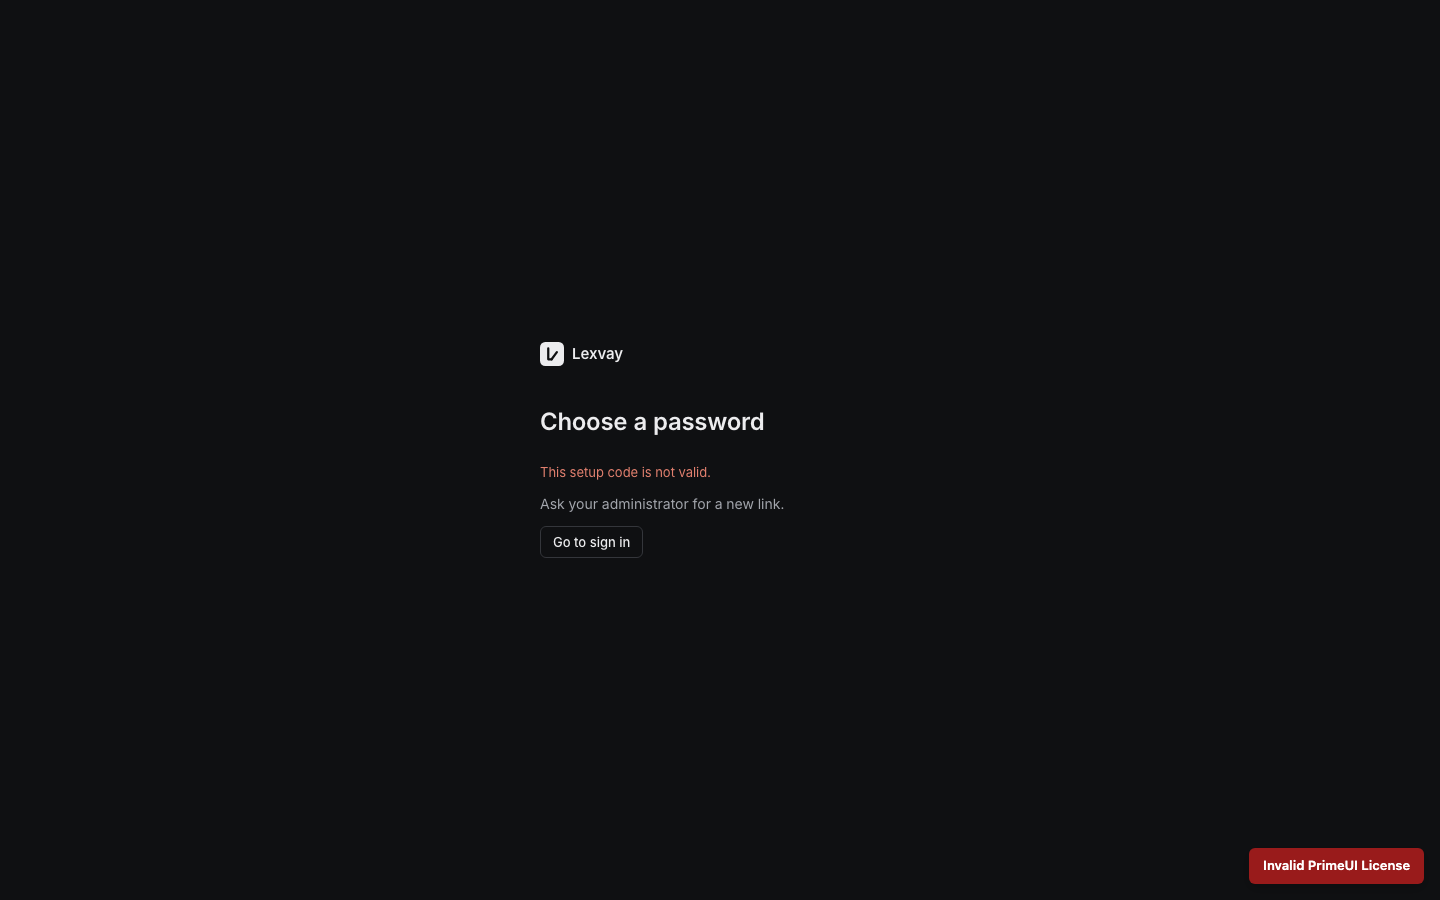 Lexvay
Choose a password
This setup code is not valid.
Ask your administrator for a new link.
Go to sign in
Invalid PrimeUI License